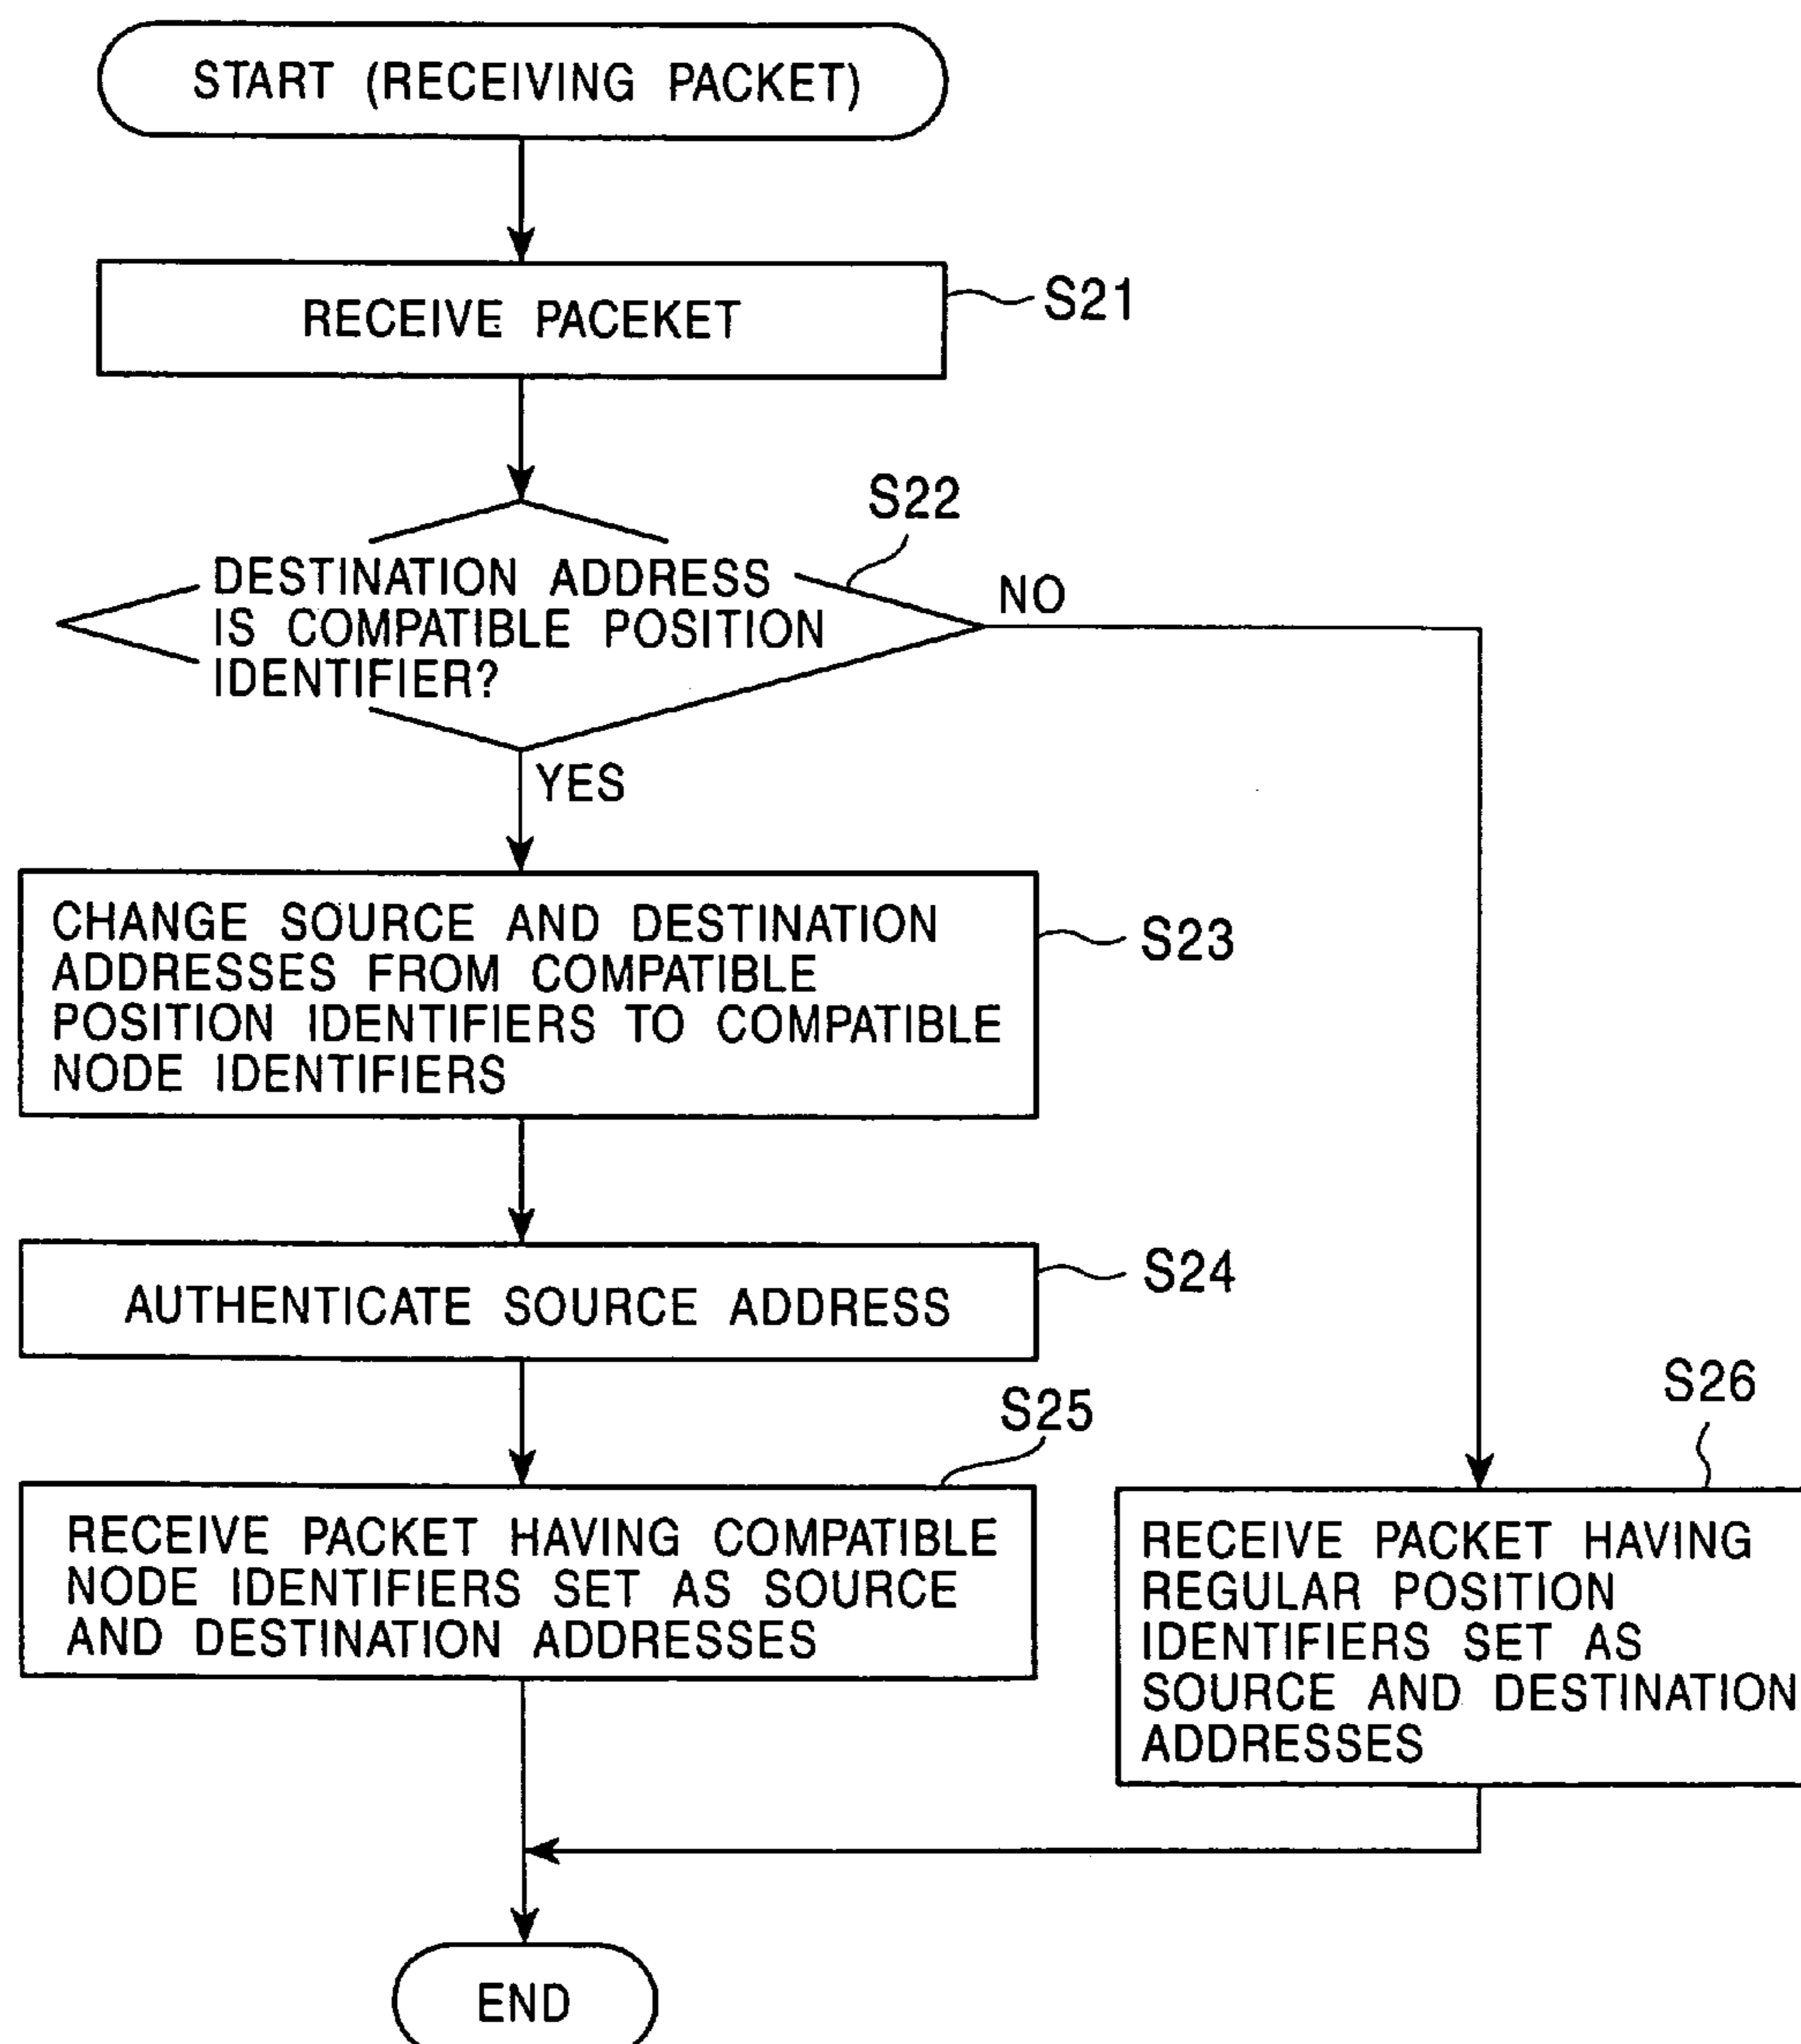 START (RECEIVING PACKET)
RECEIVE PACEKET
S21
S22
DESTINATION ADDRESS
IS COMPATIBLE POSITION
IDENTIFIER?
NO
YES
CHANGE SOURCE AND DESTINATION
ADDRESSES FROM COMPATIBLE
POSITION IDENTIFIERS TO COMPATIBLE
NODE IDENTIFIERS
S23
AUTHENTICATE SOURCE ADDRESS
S24
S25
RECEIVE PACKET HAVING COMPATIBLE
NODE IDENTIFIERS SET AS SOURCE
AND DESTINATION ADDRESSES
S26
RECEIVE PACKET HAVING
REGULAR POSITION
IDENTIFIERS SET AS
SOURCE AND DESTINATION
ADDRESSES
END